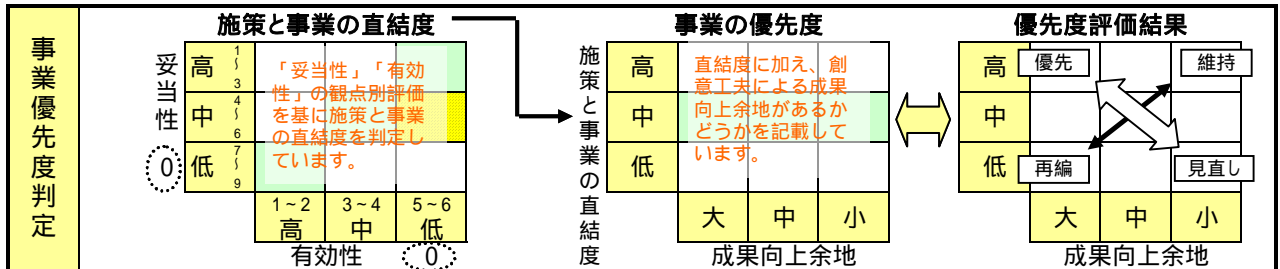 事業優先度判定
施策と事業の直結度
妥当性
0
高 1～3
中 4～6
低 7～9
「妥当性」「有効
性」の観点別評価
を基に施策と事業
の直結度を判定し
ています。
1～2 3～4 5～6
高 中 低
有効性 0
事業の優先度
施策と事業の直結度
高
中
低
直結度に加え、創
意工夫による成果
向上余地があるか
どうかを記載して
います。
大 中 小
成果向上余地
優先度評価結果
高
中
低
優先
維持
再編
見直し
大 中 小
成果向上余地